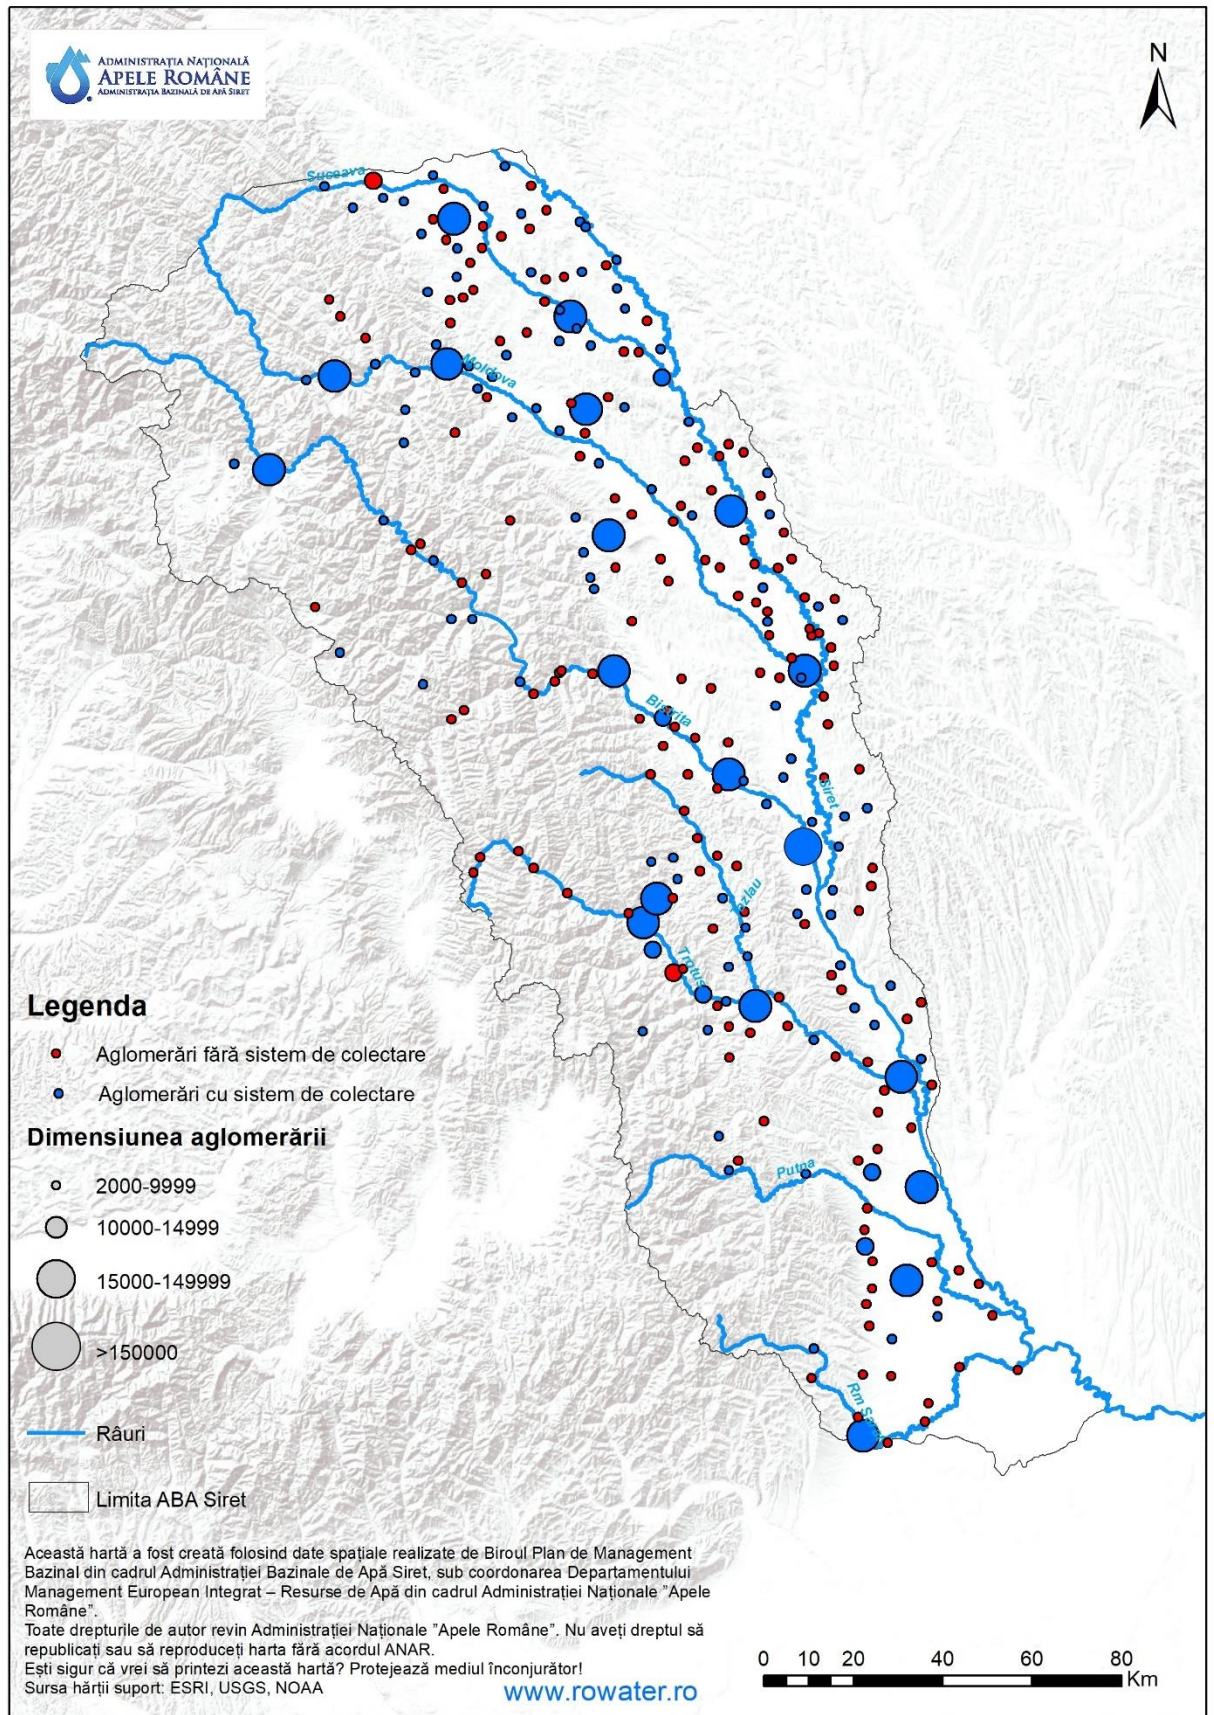 ADMINISTRAȚIA NAȚIONALĂ
APELE ROMÂNE
ADMINISTRAȚIA BAZINALĂ DE APĂ SIRET
N
Suceava
Moldova
Bistrița
Siret
Tazlau
Trotuș
Putna
Rm
Legenda
Aglomerări fără sistem de colectare
Aglomerări cu sistem de colectare
Dimensiunea aglomerării
2000-9999
10000-14999
15000-149999
>150000
Râuri
Limita ABA Siret
Această hartă a fost creată folosind date spațiale realizate de Biroul Plan de Management
Bazinal din cadrul Administrației Bazinale de Apă Siret, sub coordonarea Departamentului
Management European Integrat – Resurse de Apă din cadrul Administrației Naționale ”Apele
Române”.
Toate drepturile de autor revin Administrației Naționale ”Apele Române”. Nu aveți dreptul să
republicați sau să reproduceți harta fără acordul ANAR.
Ești sigur că vrei să printezi această hartă? Protejează mediul înconjurător!
Sursa hărții suport: ESRI, USGS, NOAA
www.rowater.ro
0 10 20 40 60 80
Km